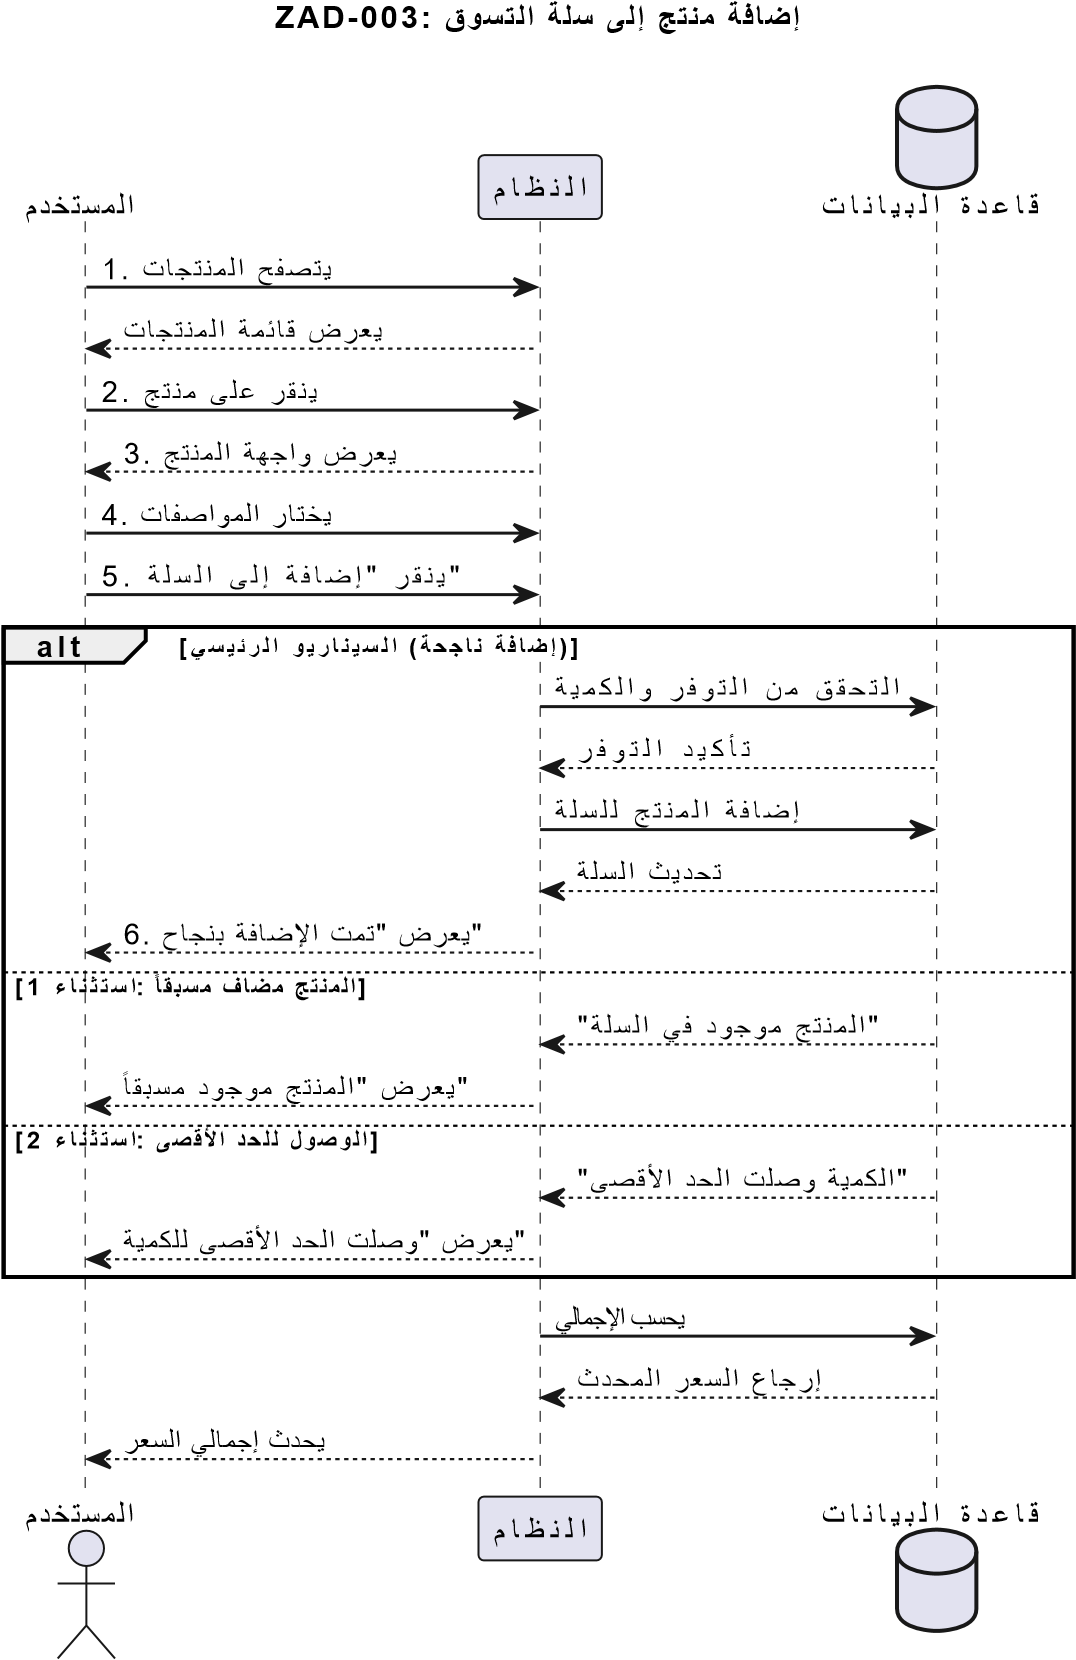 ZAD-003: إضافة منتج إلى سلة التسوق
المستخدم
النظام
قاعدة البيانات
1. يتصفح المنتجات
يعرض قائمة المنتجات
2. ينقر على منتج
3. يعرض واجهة المنتج
4. يختار المواصفات
5. ينقر "إضافة إلى السلة"
alt
[السيناريو الرئيسي (إضافة ناجحة)]
التحقق من التوفر والكمية
تأكيد التوفر
إضافة المنتج للسلة
تحديث السلة
6. يعرض "تمت الإضافة بنجاح"
[استثناء 1: المنتج مضاف مسبقاً]
"المنتج موجود في السلة"
يعرض "المنتج موجود مسبقاً"
[استثناء 2: الوصول للحد الأقصى]
"الكمية وصلت الحد الأقصى"
يعرض "وصلت الحد الأقصى للكمية"
يحسب الإجمالي
إرجاع السعر المحدث
يحدث إجمالي السعر
المستخدم
النظام
قاعدة البيانات